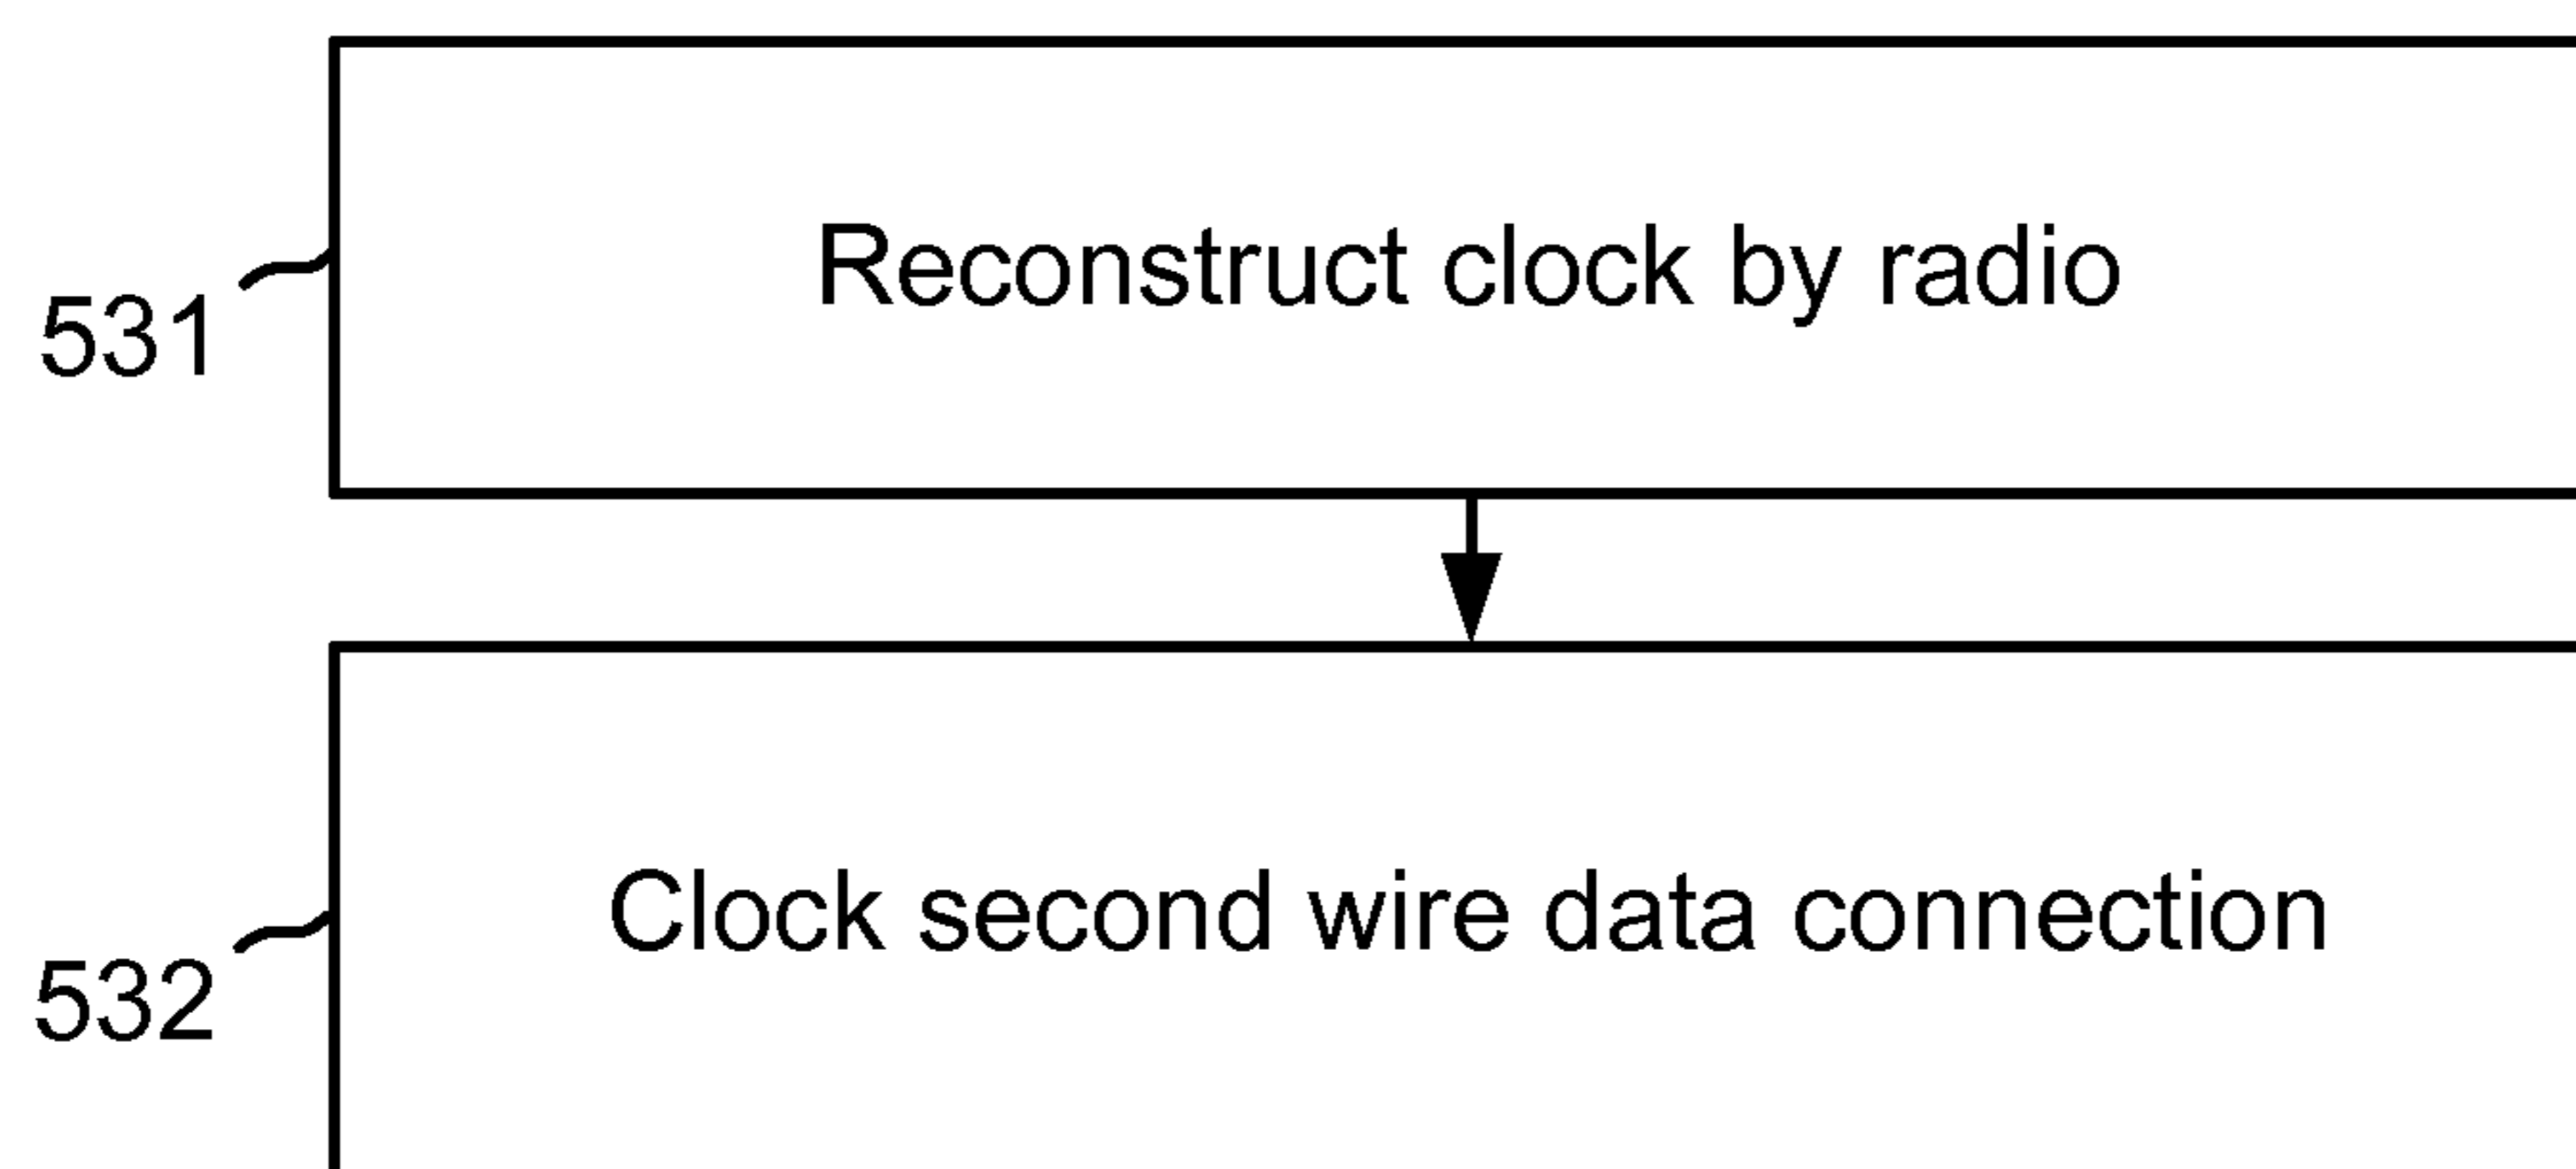 Reconstruct clock by radio
531
Clock second wire data connection
532